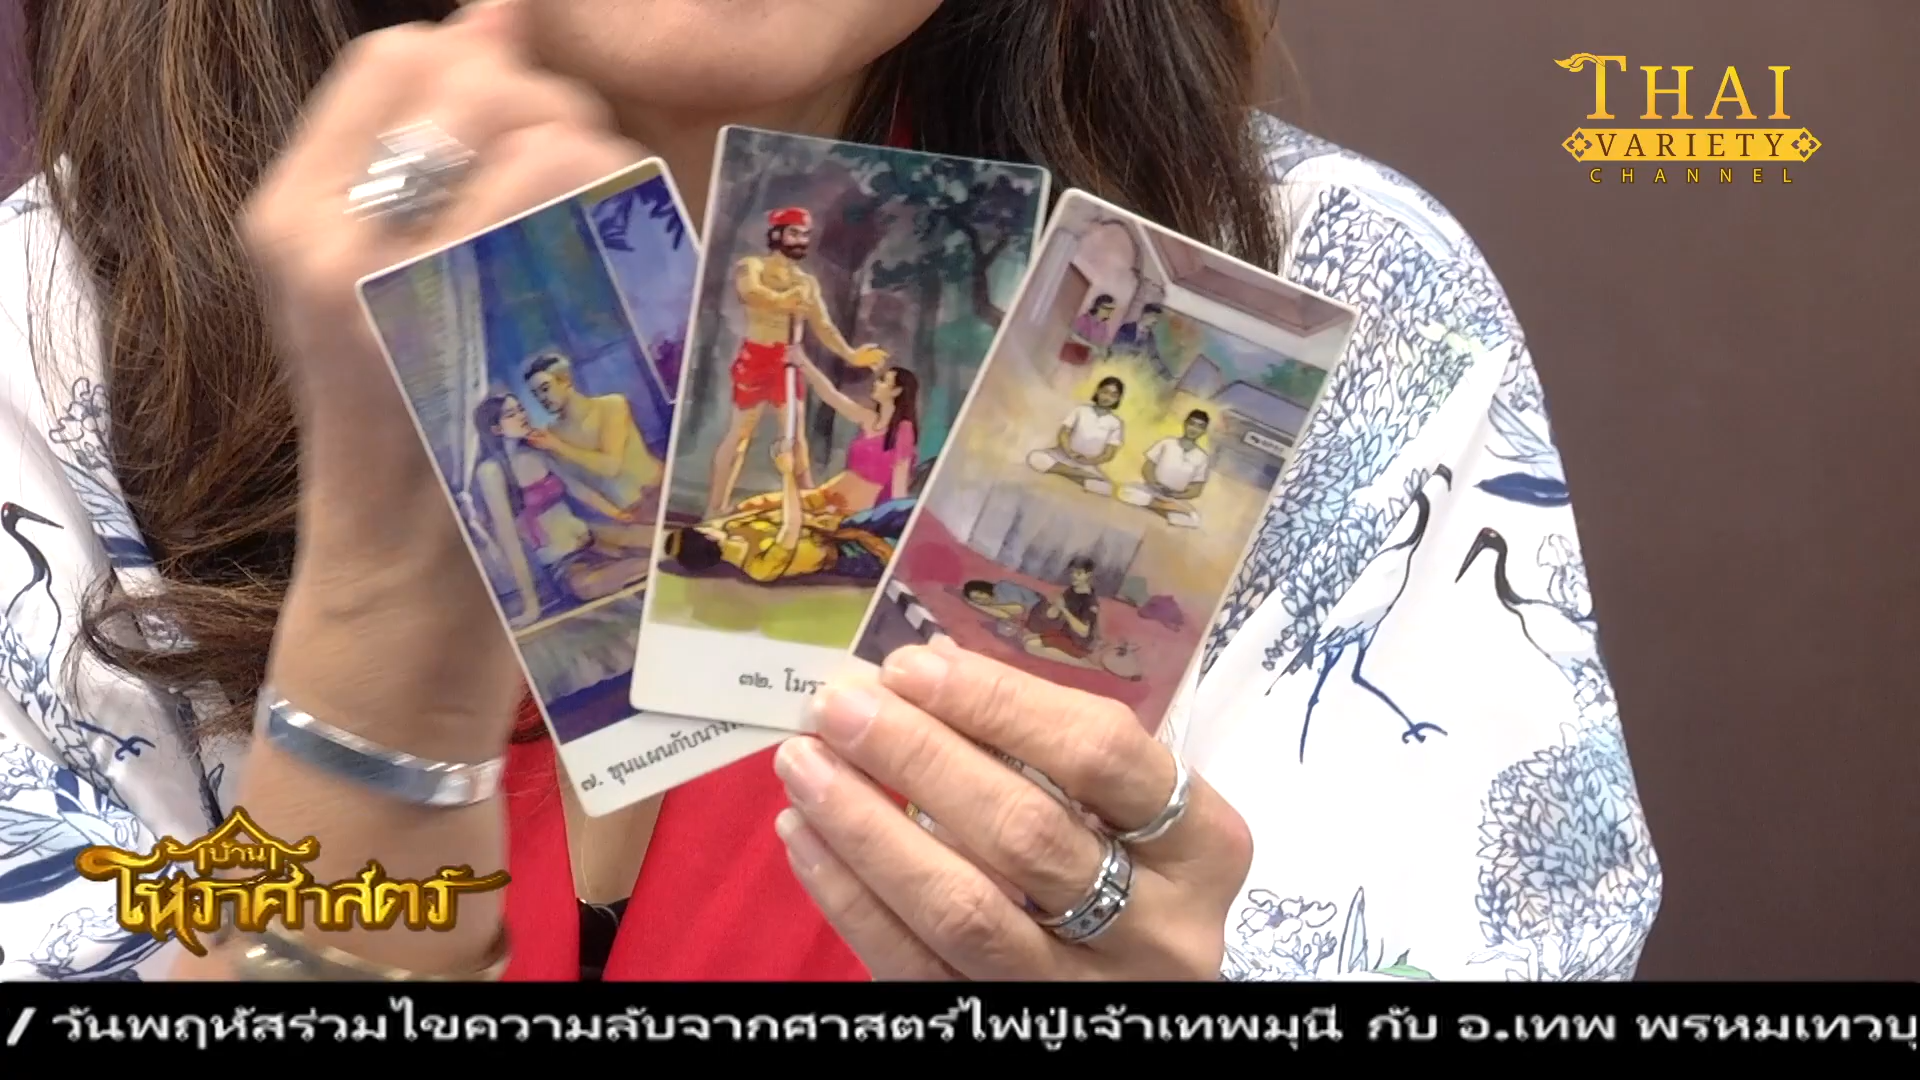 THAI
VARIETY
CHANNEL
๓๒. โมรา
๗. ขุนแผนกับนาง
บ้าน
โหราศาสตร์
/ วันพฤหัสร่วมไขความลับจากศาสตร์ไพ่ปู่เจ้าเทพมุนี กับ อ.เทพ พรหมเทวบุ